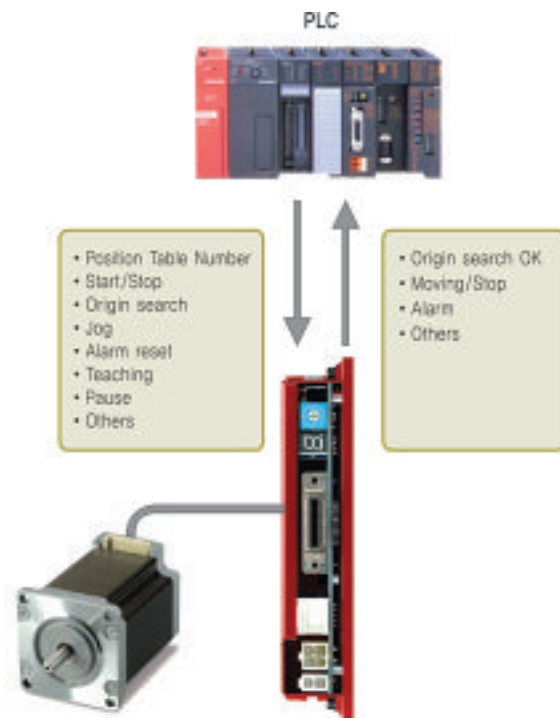 PLC
• Position Table Number
• Start/Stop
• Origin search
• Jog
• Alarm reset
• Teaching
• Pause
• Others
• Origin search OK
• Moving/Stop
• Alarm
• Others